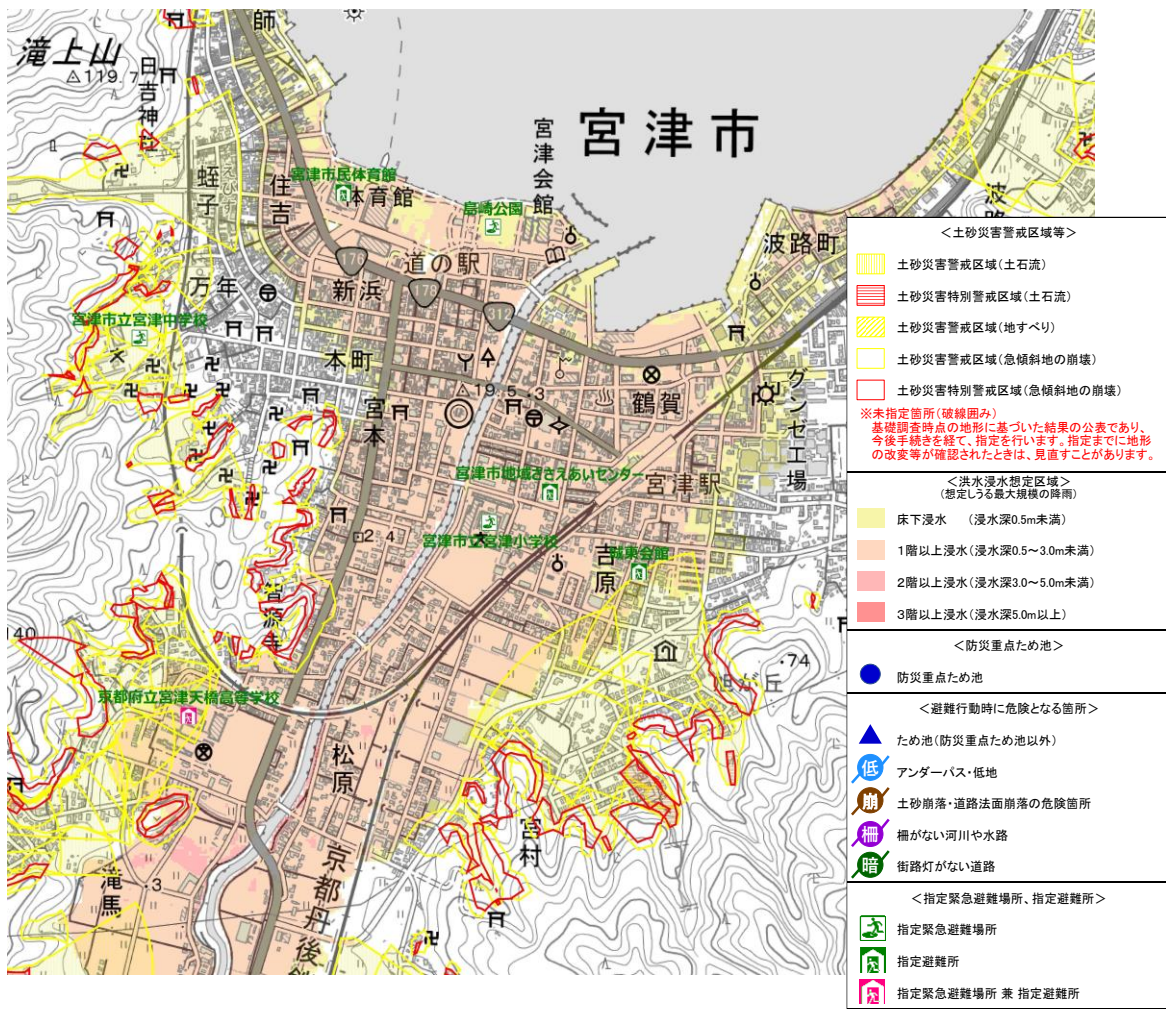 滝上山
△119.7
日吉神社
師
宮津市
宮津会館
蛭子
えびす
住吉
宮津市民体育館
体育館
島崎公園
波路町
波路
176
道の駅
178
新浜
312
万年
宮津市立宮津中学校
本町
△19.5
・3
宮本
鶴賀
グンゼ工場
宮津市地域ささえあいセンター
宮津駅
宮津市立宮津小学校
2.4
吉原
城東会館
智源寺
140
・74
旭が丘
京都府立宮津天橋高等学校
松原
宮村
滝馬
・3
京都丹後鉄
＜土砂災害警戒区域等＞
土砂災害警戒区域(土石流)
土砂災害特別警戒区域(土石流)
土砂災害警戒区域(地すべり)
土砂災害警戒区域(急傾斜地の崩壊)
土砂災害特別警戒区域(急傾斜地の崩壊)
※未指定箇所(破線囲み)
基礎調査時点の地形に基づいた結果の公表であり、
今後手続きを経て、指定を行います。指定までに地形
の改変等が確認されたときは、見直すことがあります。
＜洪水浸水想定区域＞
(想定しうる最大規模の降雨)
床下浸水　(浸水深0.5m未満)
1階以上浸水(浸水深0.5～3.0m未満)
2階以上浸水(浸水深3.0～5.0m未満)
3階以上浸水(浸水深5.0m以上)
＜防災重点ため池＞
防災重点ため池
＜避難行動時に危険となる箇所＞
ため池(防災重点ため池以外)
低 アンダーパス・低地
崩 土砂崩落・道路法面崩落の危険箇所
柵 柵がない河川や水路
暗 街路灯がない道路
＜指定緊急避難場所、指定避難所＞
指定緊急避難場所
指定避難所
指定緊急避難場所 兼 指定避難所